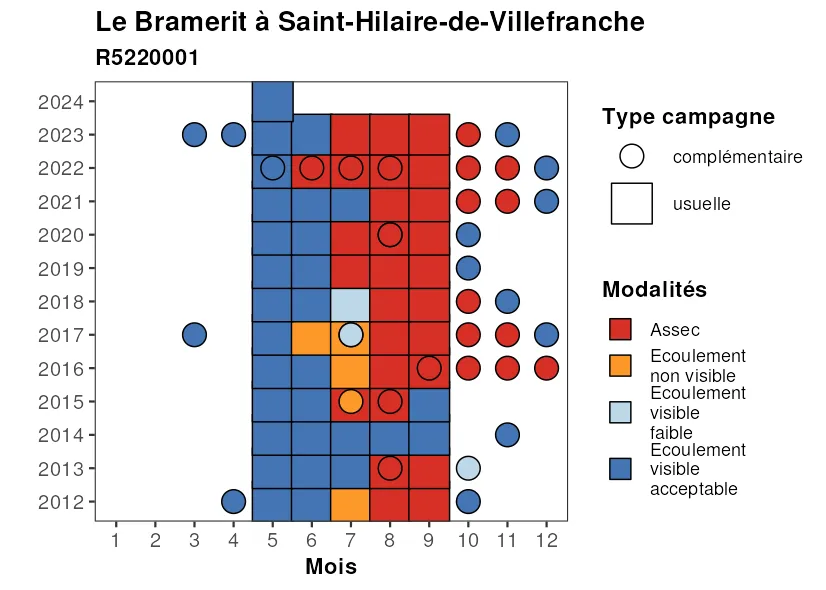 Le Bramerit à Saint-Hilaire-de-Villefranche
R5220001
2024
2023
2022
2021
2020
2019
2018
2017
2016
2015
2014
2013
2012
1 2 3 4 5 6 7 8 9 10 11 12
Mois
Type campagne
complémentaire
usuelle
Modalités
Assec
Ecoulement
non visible
Ecoulement
visible
faible
Ecoulement
visible
acceptable